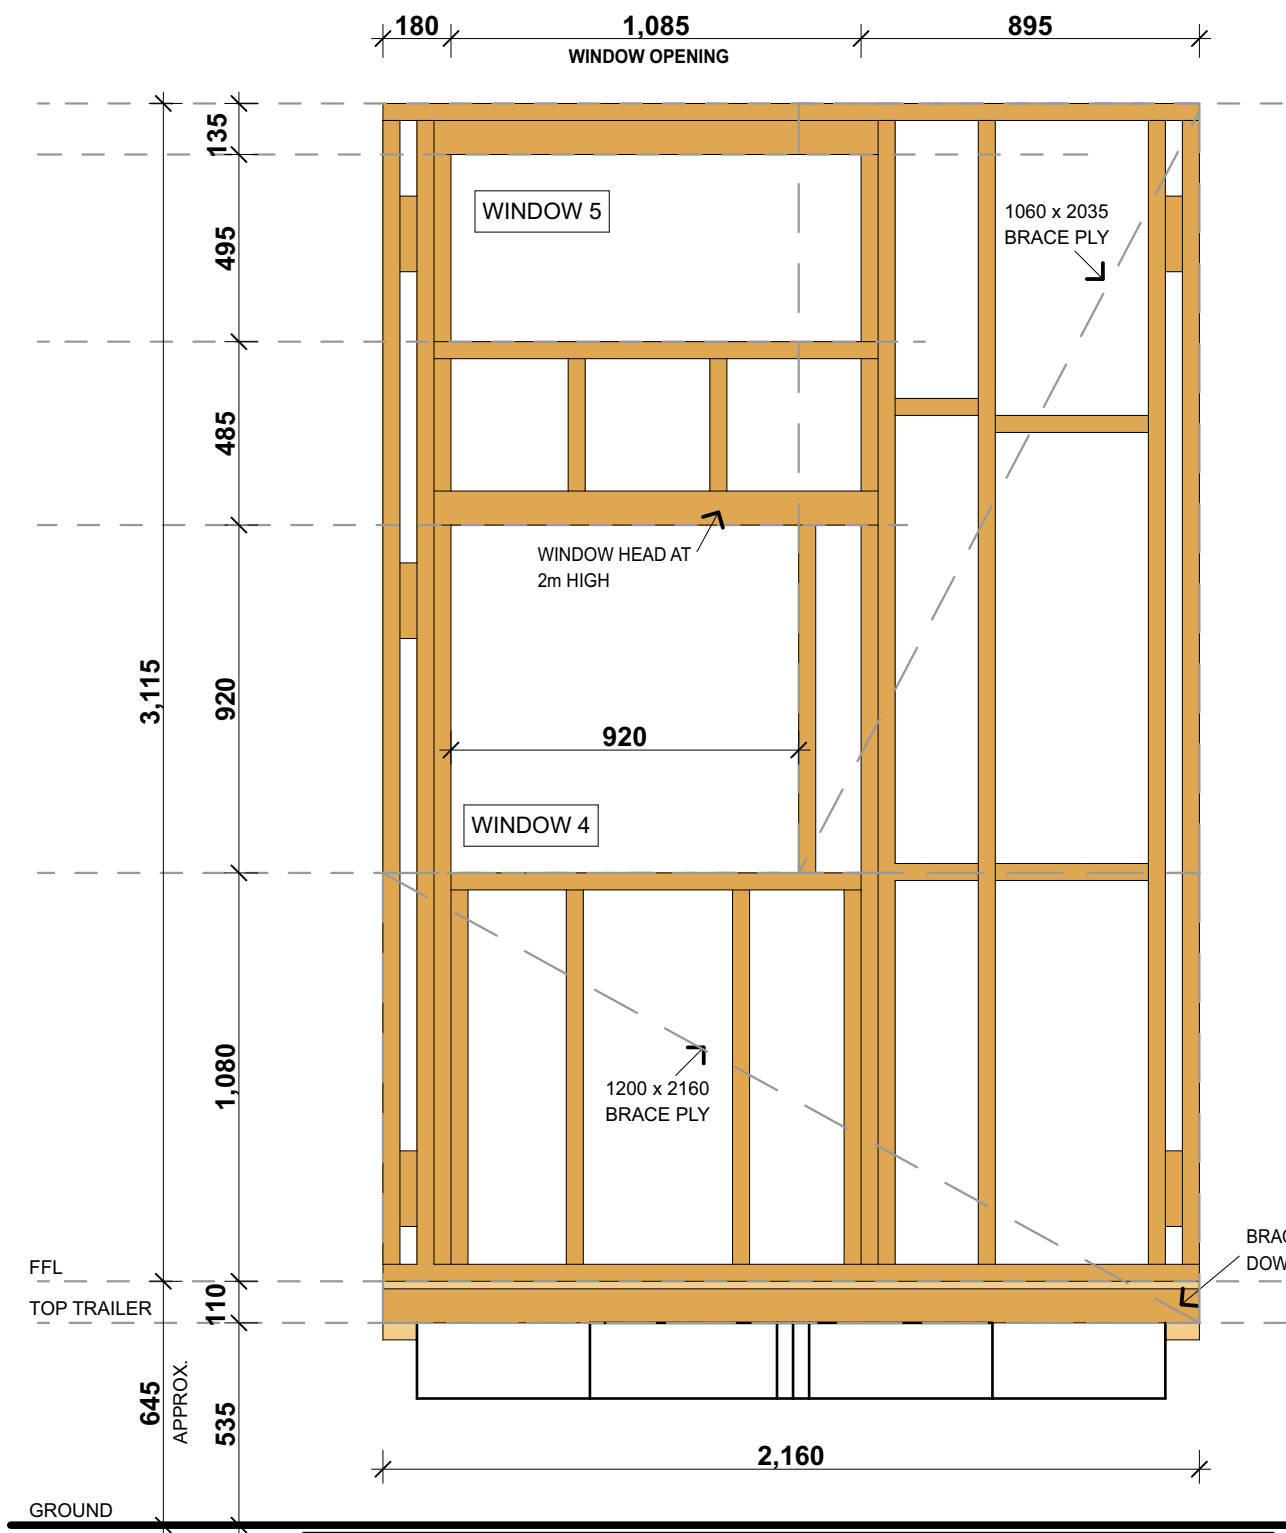 180
1,085
895
WINDOW OPENING
135
WINDOW 5
1060 x 2035
BRACE PLY
495
485
WINDOW HEAD AT
2m HIGH
3,115
920
920
WINDOW 4
1,080
1200 x 2160
BRACE PLY
BRAC
DOW
FFL
TOP TRAILER
110
645
APPROX.
535
2,160
GROUND